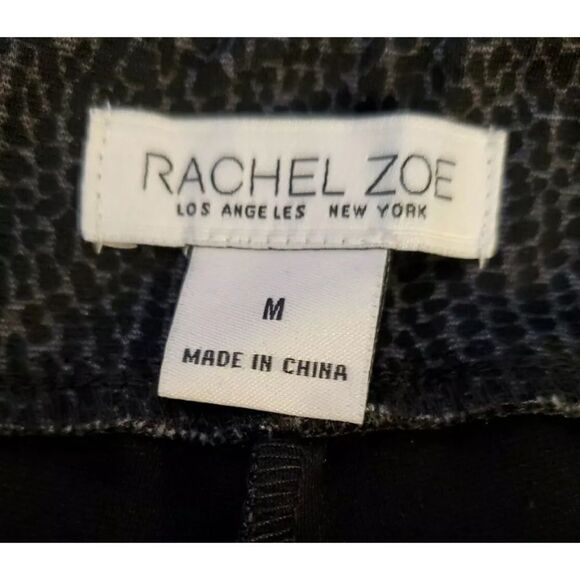 RACHEL ZOE
LOS ANGELES NEW YORK
M
MADE IN CHINA